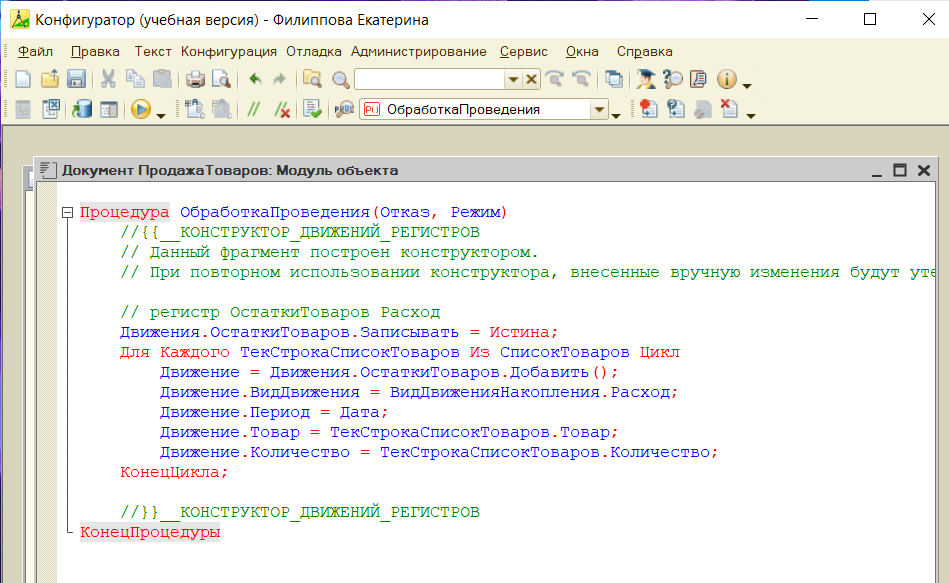 Конфигуратор (учебная версия) - Филиппова Екатерина
Файл Правка Текст Конфигурация Отладка Администрирование Сервис Окна Справка
ОбработкаПроведения
Документ ПродажаТоваров: Модуль объекта
Процедура ОбработкаПроведения(Отказ, Режим)
//{{__КОНСТРУКТОР_ДВИЖЕНИЙ_РЕГИСТРОВ
// Данный фрагмент построен конструктором.
// При повторном использовании конструктора, внесенные вручную изменения будут уте
// регистр ОстаткиТоваров Расход
Движения.ОстаткиТоваров.Записывать = Истина;
Для Каждого ТекСтрокаСписокТоваров Из СписокТоваров Цикл
Движение = Движения.ОстаткиТоваров.Добавить();
Движение.ВидДвижения = ВидДвиженияНакопления.Расход;
Движение.Период = Дата;
Движение.Товар = ТекСтрокаСписокТоваров.Товар;
Движение.Количество = ТекСтрокаСписокТоваров.Количество;
КонецЦикла;
//}}__КОНСТРУКТОР_ДВИЖЕНИЙ_РЕГИСТРОВ
КонецПроцедуры